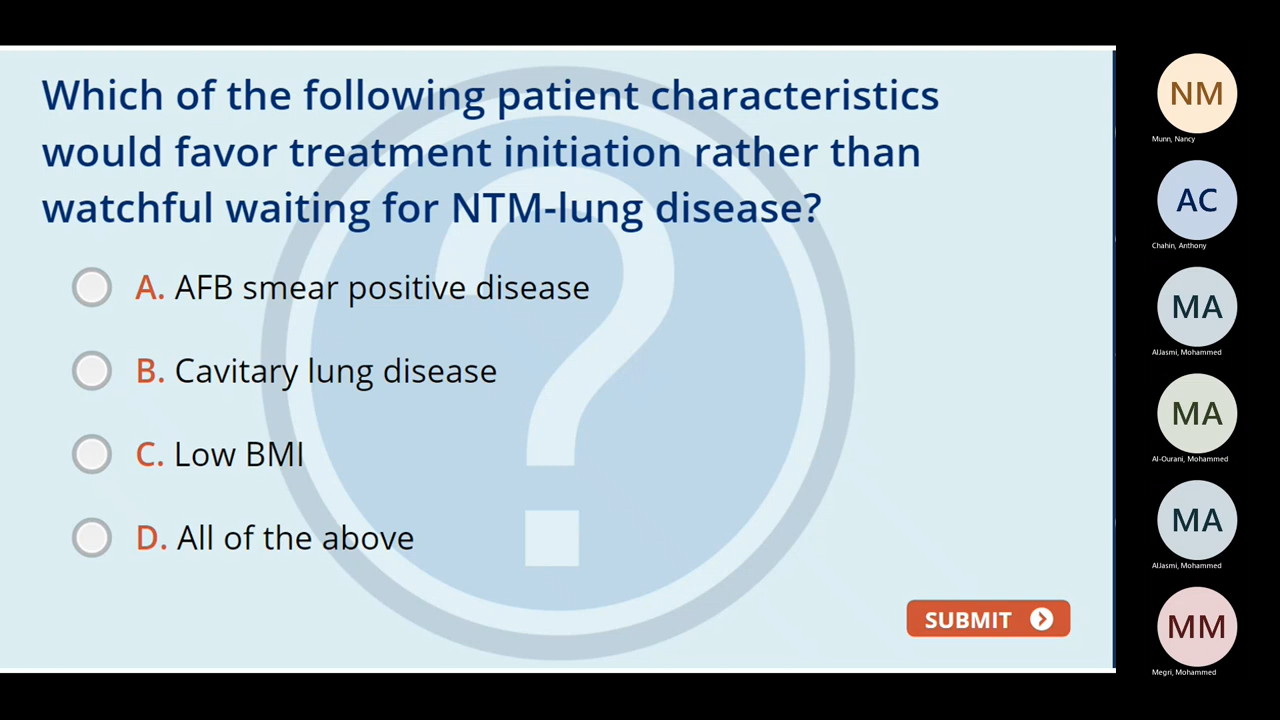 Which of the following patient characteristics
would favor treatment initiation rather than
watchful waiting for NTM-lung disease?
A. AFB smear positive disease
B. Cavitary lung disease
C. Low BMI
D. All of the above
SUBMIT
NM
Munn, Nancy
AC
Chahin, Anthony
MA
AlJasmi, Mohammed
MA
Al-Ourani, Mohammed
MA
AlJasmi, Mohammed
MM
Megri, Mohammed